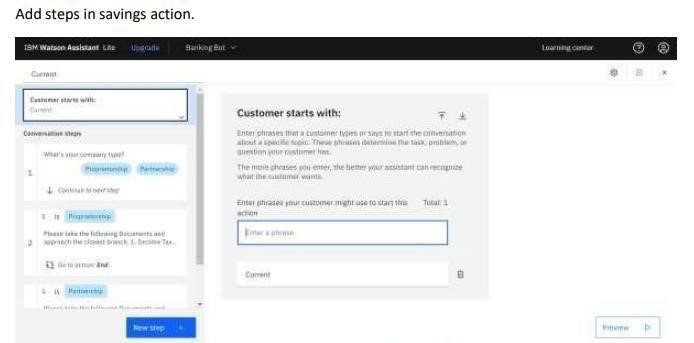 Add steps in savings action.
IBM Watson Assistant Lite Upgrade Banking Bot Learning center
Current
Customer starts with:
Current
Conversation steps
1
What's your company type?
Proprietorship Partnership
Continue to next step
2
1 is Proprietorship
Please take the following Documents and
approach the closest branch. 1. Income Tax...
Go to action: End
1 is Partnership
Please take the following Documents and
New step +
Customer starts with:
Enter phrases that a customer types or says to start the conversation
about a specific topic. These phrases determine the task, problem, or
question your customer has.
The more phrases you enter, the better your assistant can recognize
what the customer wants.
Enter phrases your customer might use to start this Total: 1
action
Enter a phrase
Current
Preview